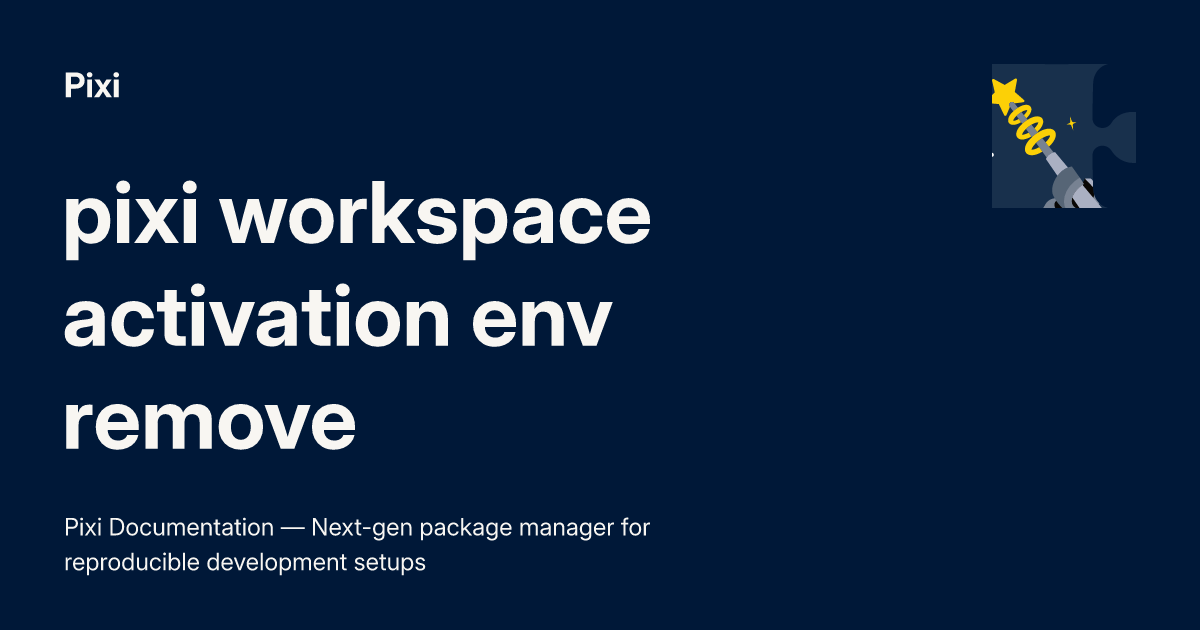 Pixi
pixi workspace
activation env
remove
Pixi Documentation — Next-gen package manager for
reproducible development setups